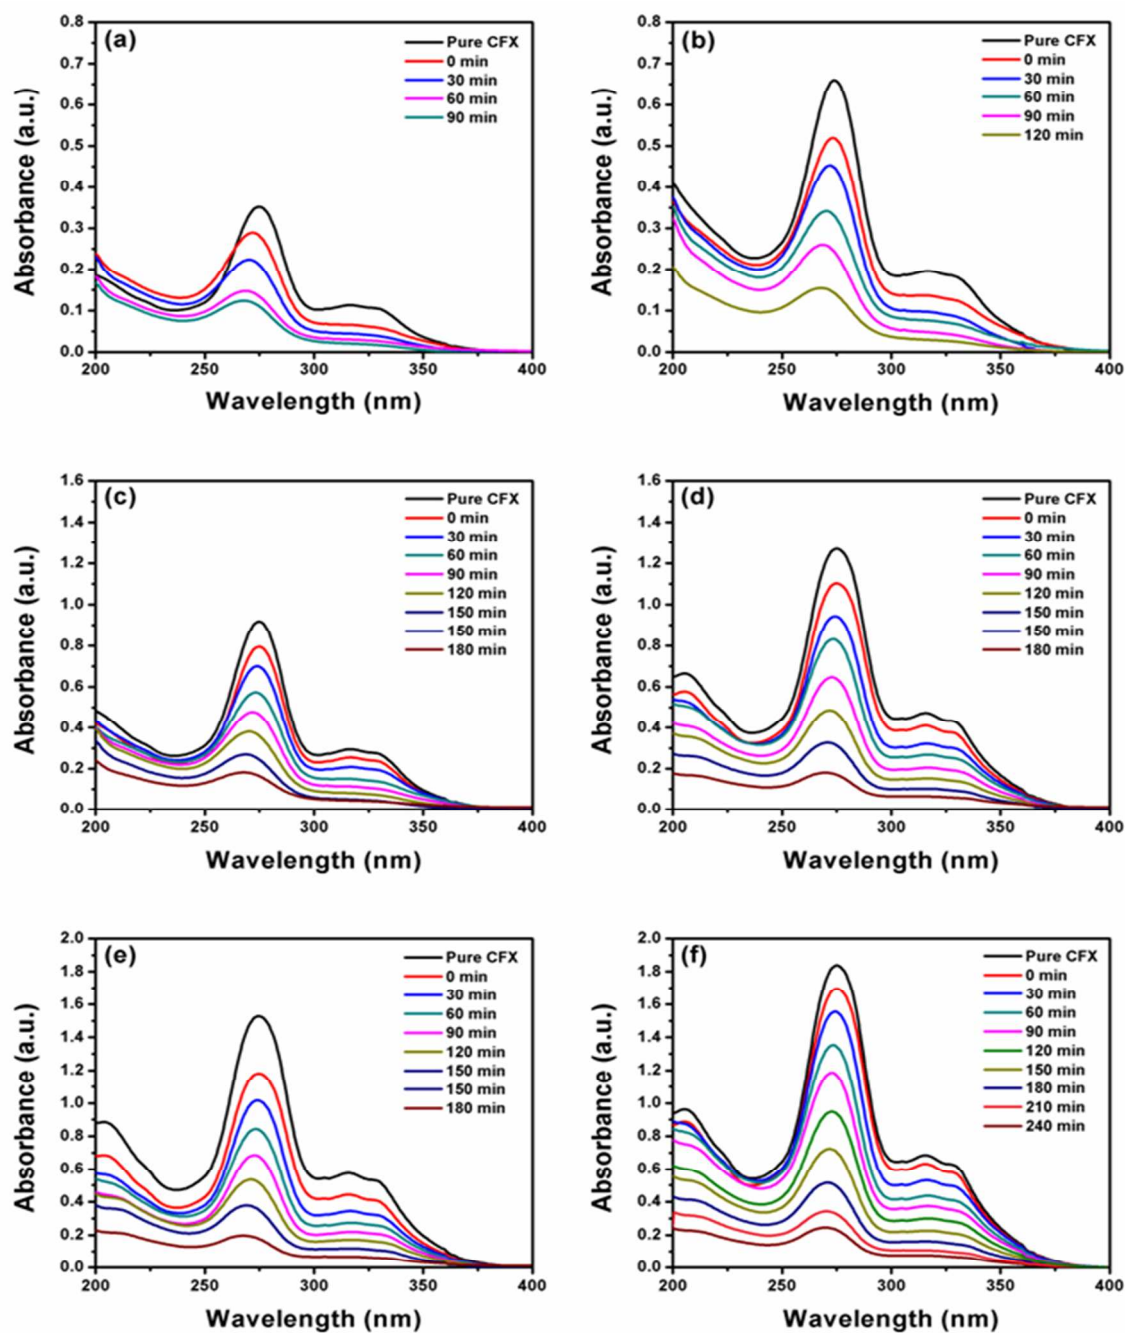 (a)
Pure CFX
0 min
30 min
60 min
90 min
0.8
0.7
0.6
0.5
0.4
0.3
0.2
0.1
0.0
Absorbance (a.u.)
200 250 300 350 400
Wavelength (nm)
(b)
Pure CFX
0 min
30 min
60 min
90 min
120 min
0.8
0.7
0.6
0.5
0.4
0.3
0.2
0.1
0.0
Absorbance (a.u.)
200 250 300 350 400
Wavelength (nm)
(c)
Pure CFX
0 min
30 min
60 min
90 min
120 min
150 min
150 min
180 min
1.6
1.4
1.2
1.0
0.8
0.6
0.4
0.2
0.0
Absorbance (a.u.)
200 250 300 350 400
Wavelength (nm)
(d)
Pure CFX
0 min
30 min
60 min
90 min
120 min
150 min
150 min
180 min
1.6
1.4
1.2
1.0
0.8
0.6
0.4
0.2
0.0
Absorbance (a.u.)
200 250 300 350 400
Wavelength (nm)
(e)
Pure CFX
0 min
30 min
60 min
90 min
120 min
150 min
150 min
180 min
2.0
1.8
1.6
1.4
1.2
1.0
0.8
0.6
0.4
0.2
0.0
Absorbance (a.u.)
200 250 300 350 400
Wavelength (nm)
(f)
Pure CFX
0 min
30 min
60 min
90 min
120 min
150 min
180 min
210 min
240 min
2.0
1.8
1.6
1.4
1.2
1.0
0.8
0.6
0.4
0.2
0.0
Absorbance (a.u.)
200 250 300 350 400
Wavelength (nm)